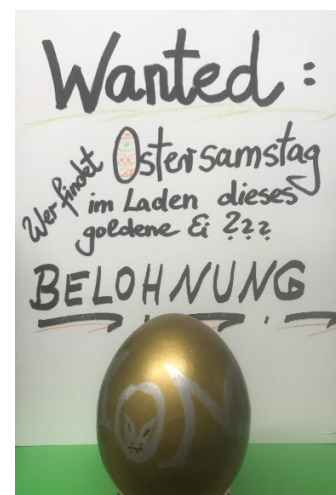 Wanted:
Wer findet Ostersamstag
im Laden dieses
goldene Ei ???
BELOHNUNG